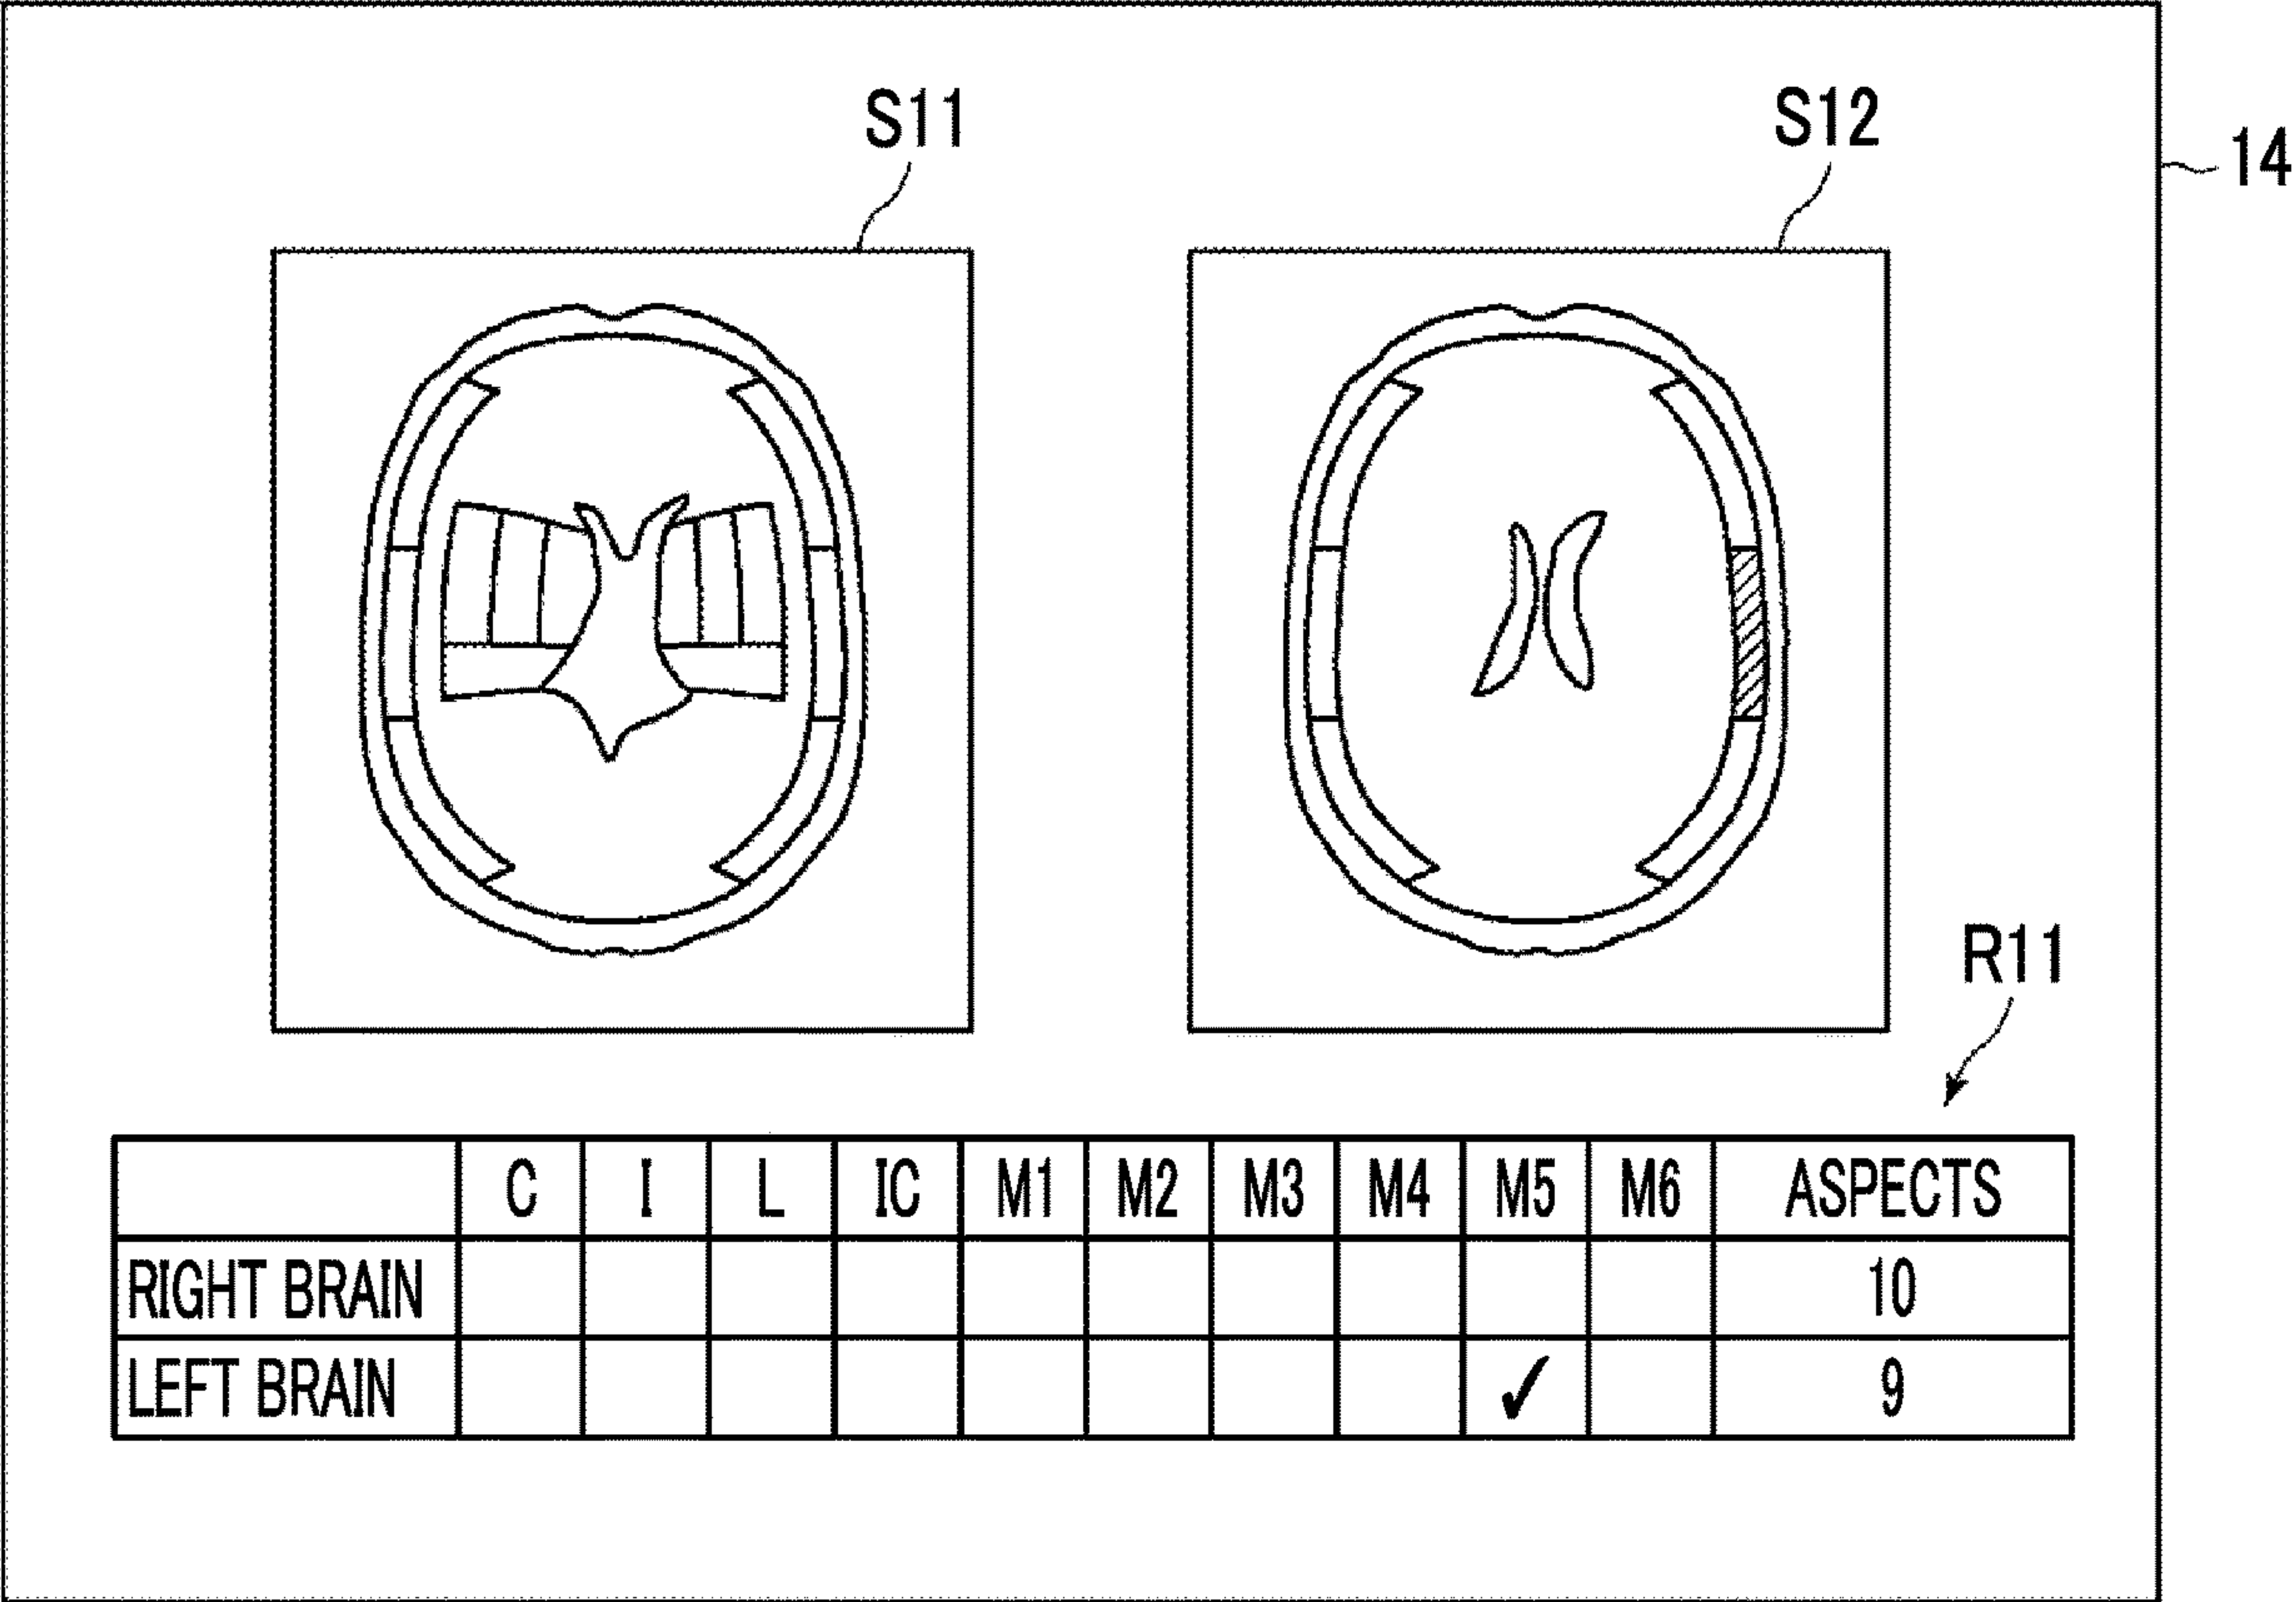 S11
S12
14
R11
C I L IC M1 M2 M3 M4 M5 M6 ASPECTS
RIGHT BRAIN 10
LEFT BRAIN ✓ 9